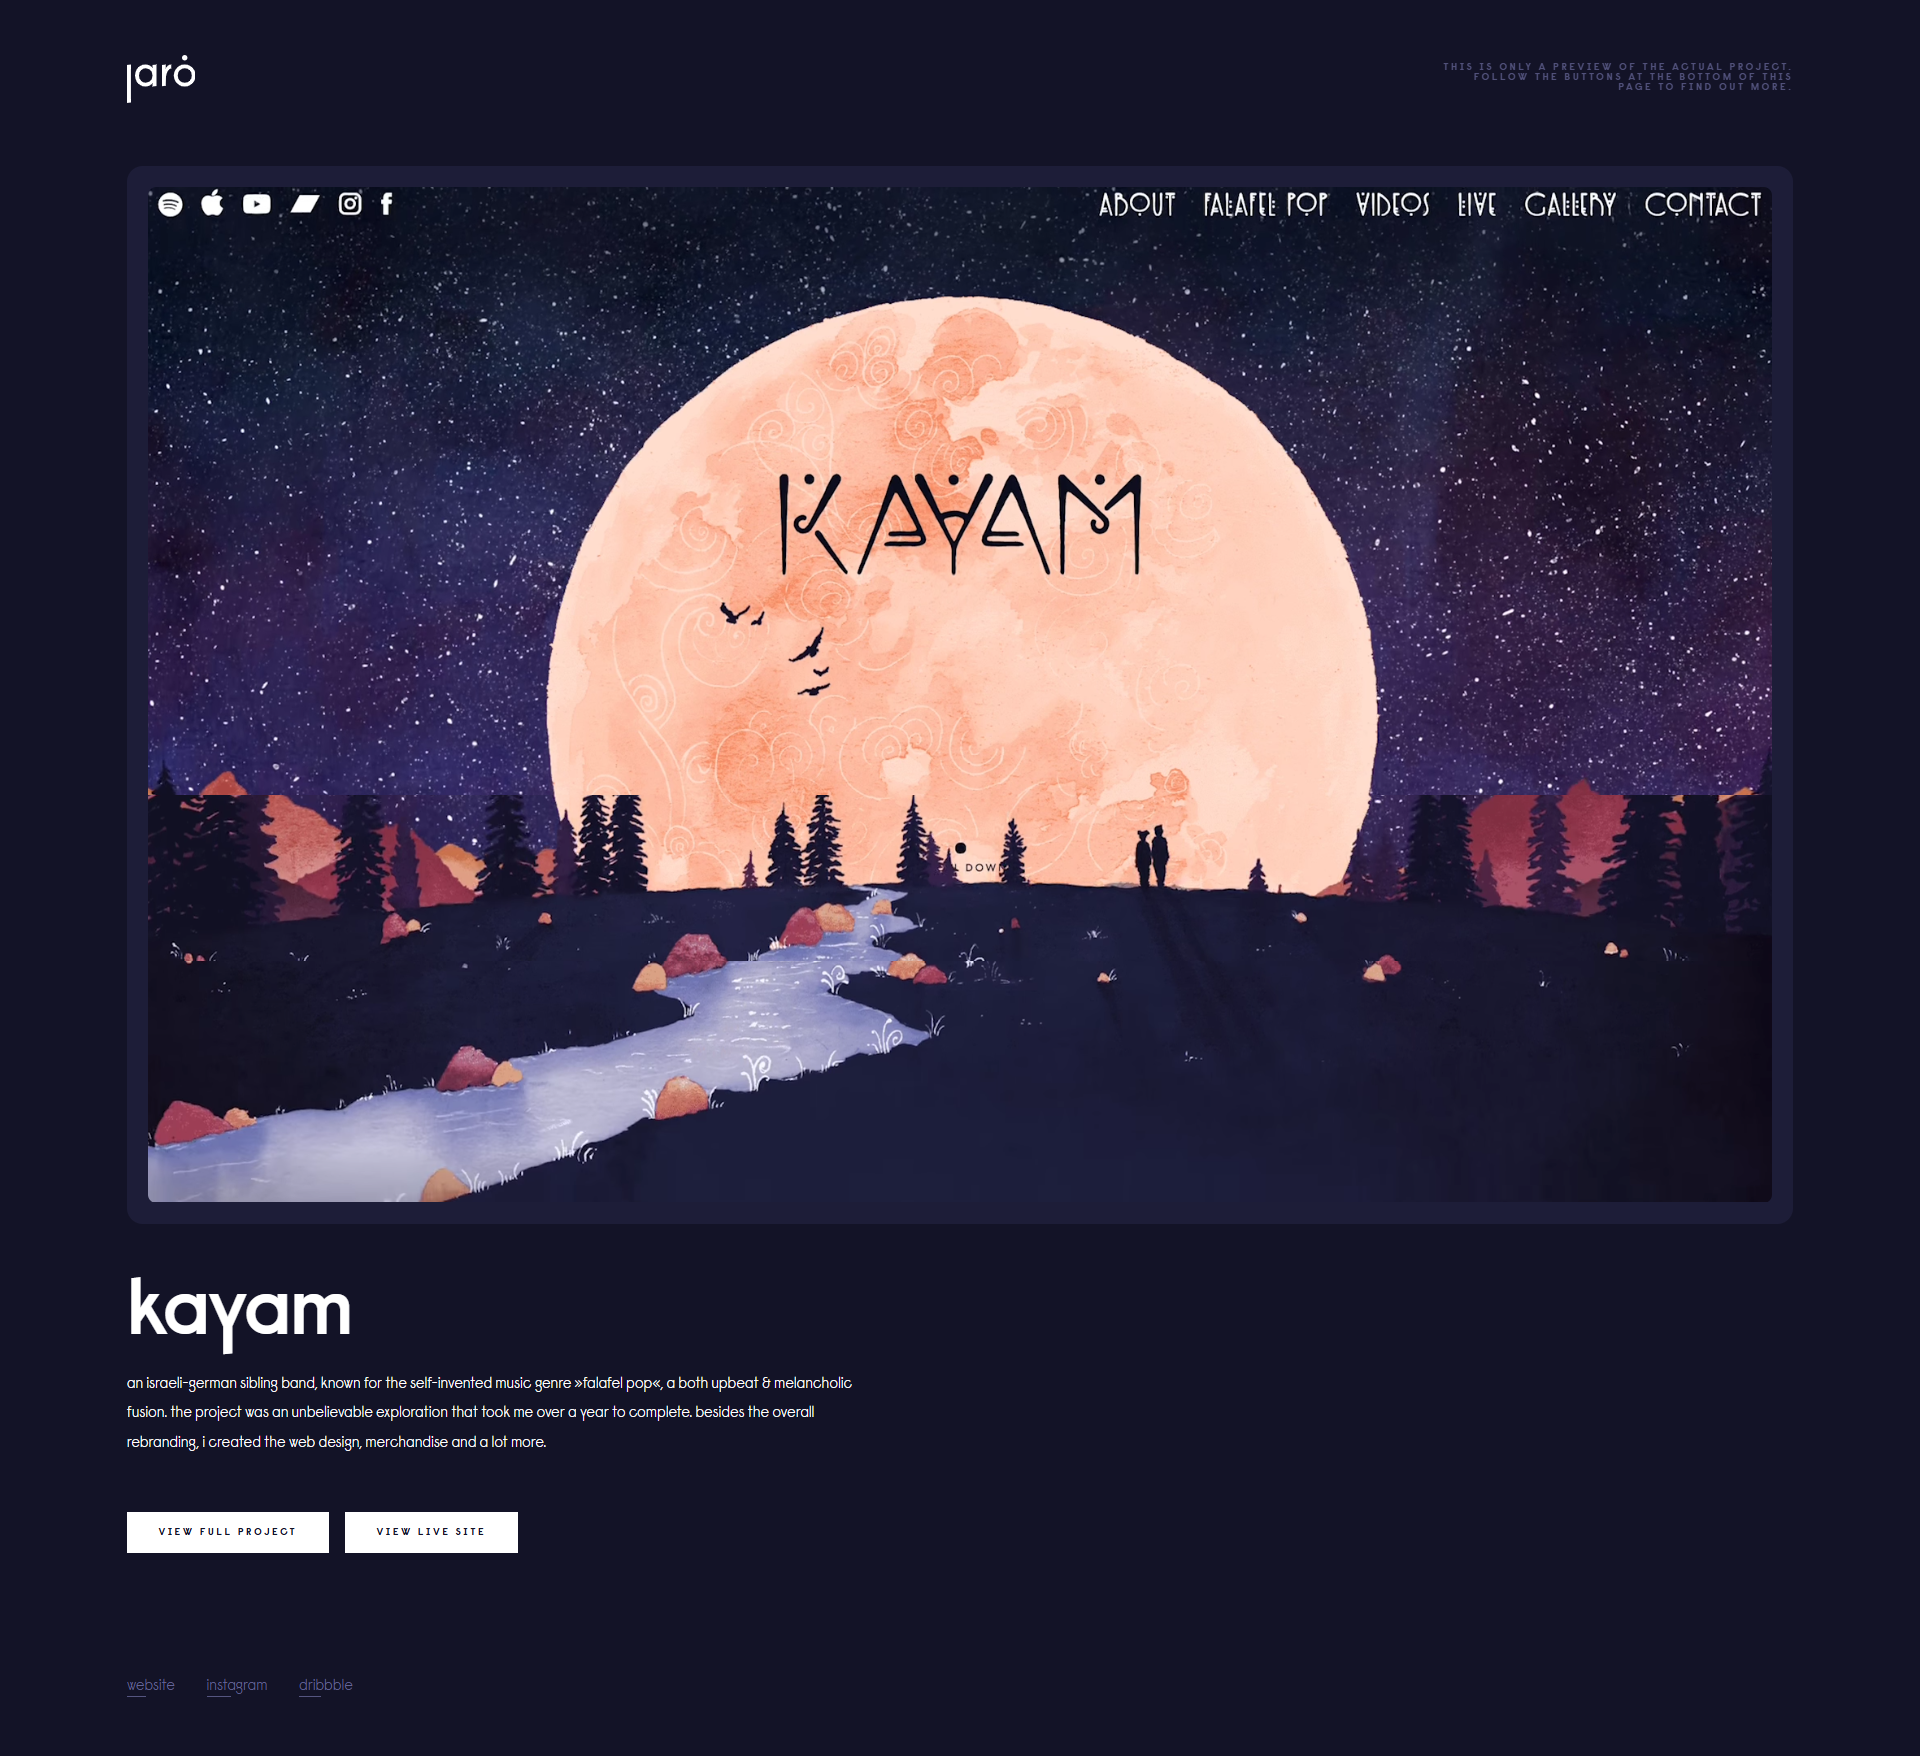 jaro
THIS IS ONLY A PREVIEW OF THE ACTUAL PROJECT.
FOLLOW THE BUTTONS AT THE BOTTOM OF THIS
PAGE TO FIND OUT MORE.
ABOUT FALAFEL POP VIDEOS LIVE GALLERY CONTACT
KAYAM
DOWN
kayam
an israeli-german sibling band, known for the self-invented music genre »falafel pop«, a both upbeat & melancholic
fusion. the project was an unbelievable exploration that took me over a year to complete. besides the overall
rebranding, i created the web design, merchandise and a lot more.
VIEW FULL PROJECT VIEW LIVE SITE
website instagram dribbble